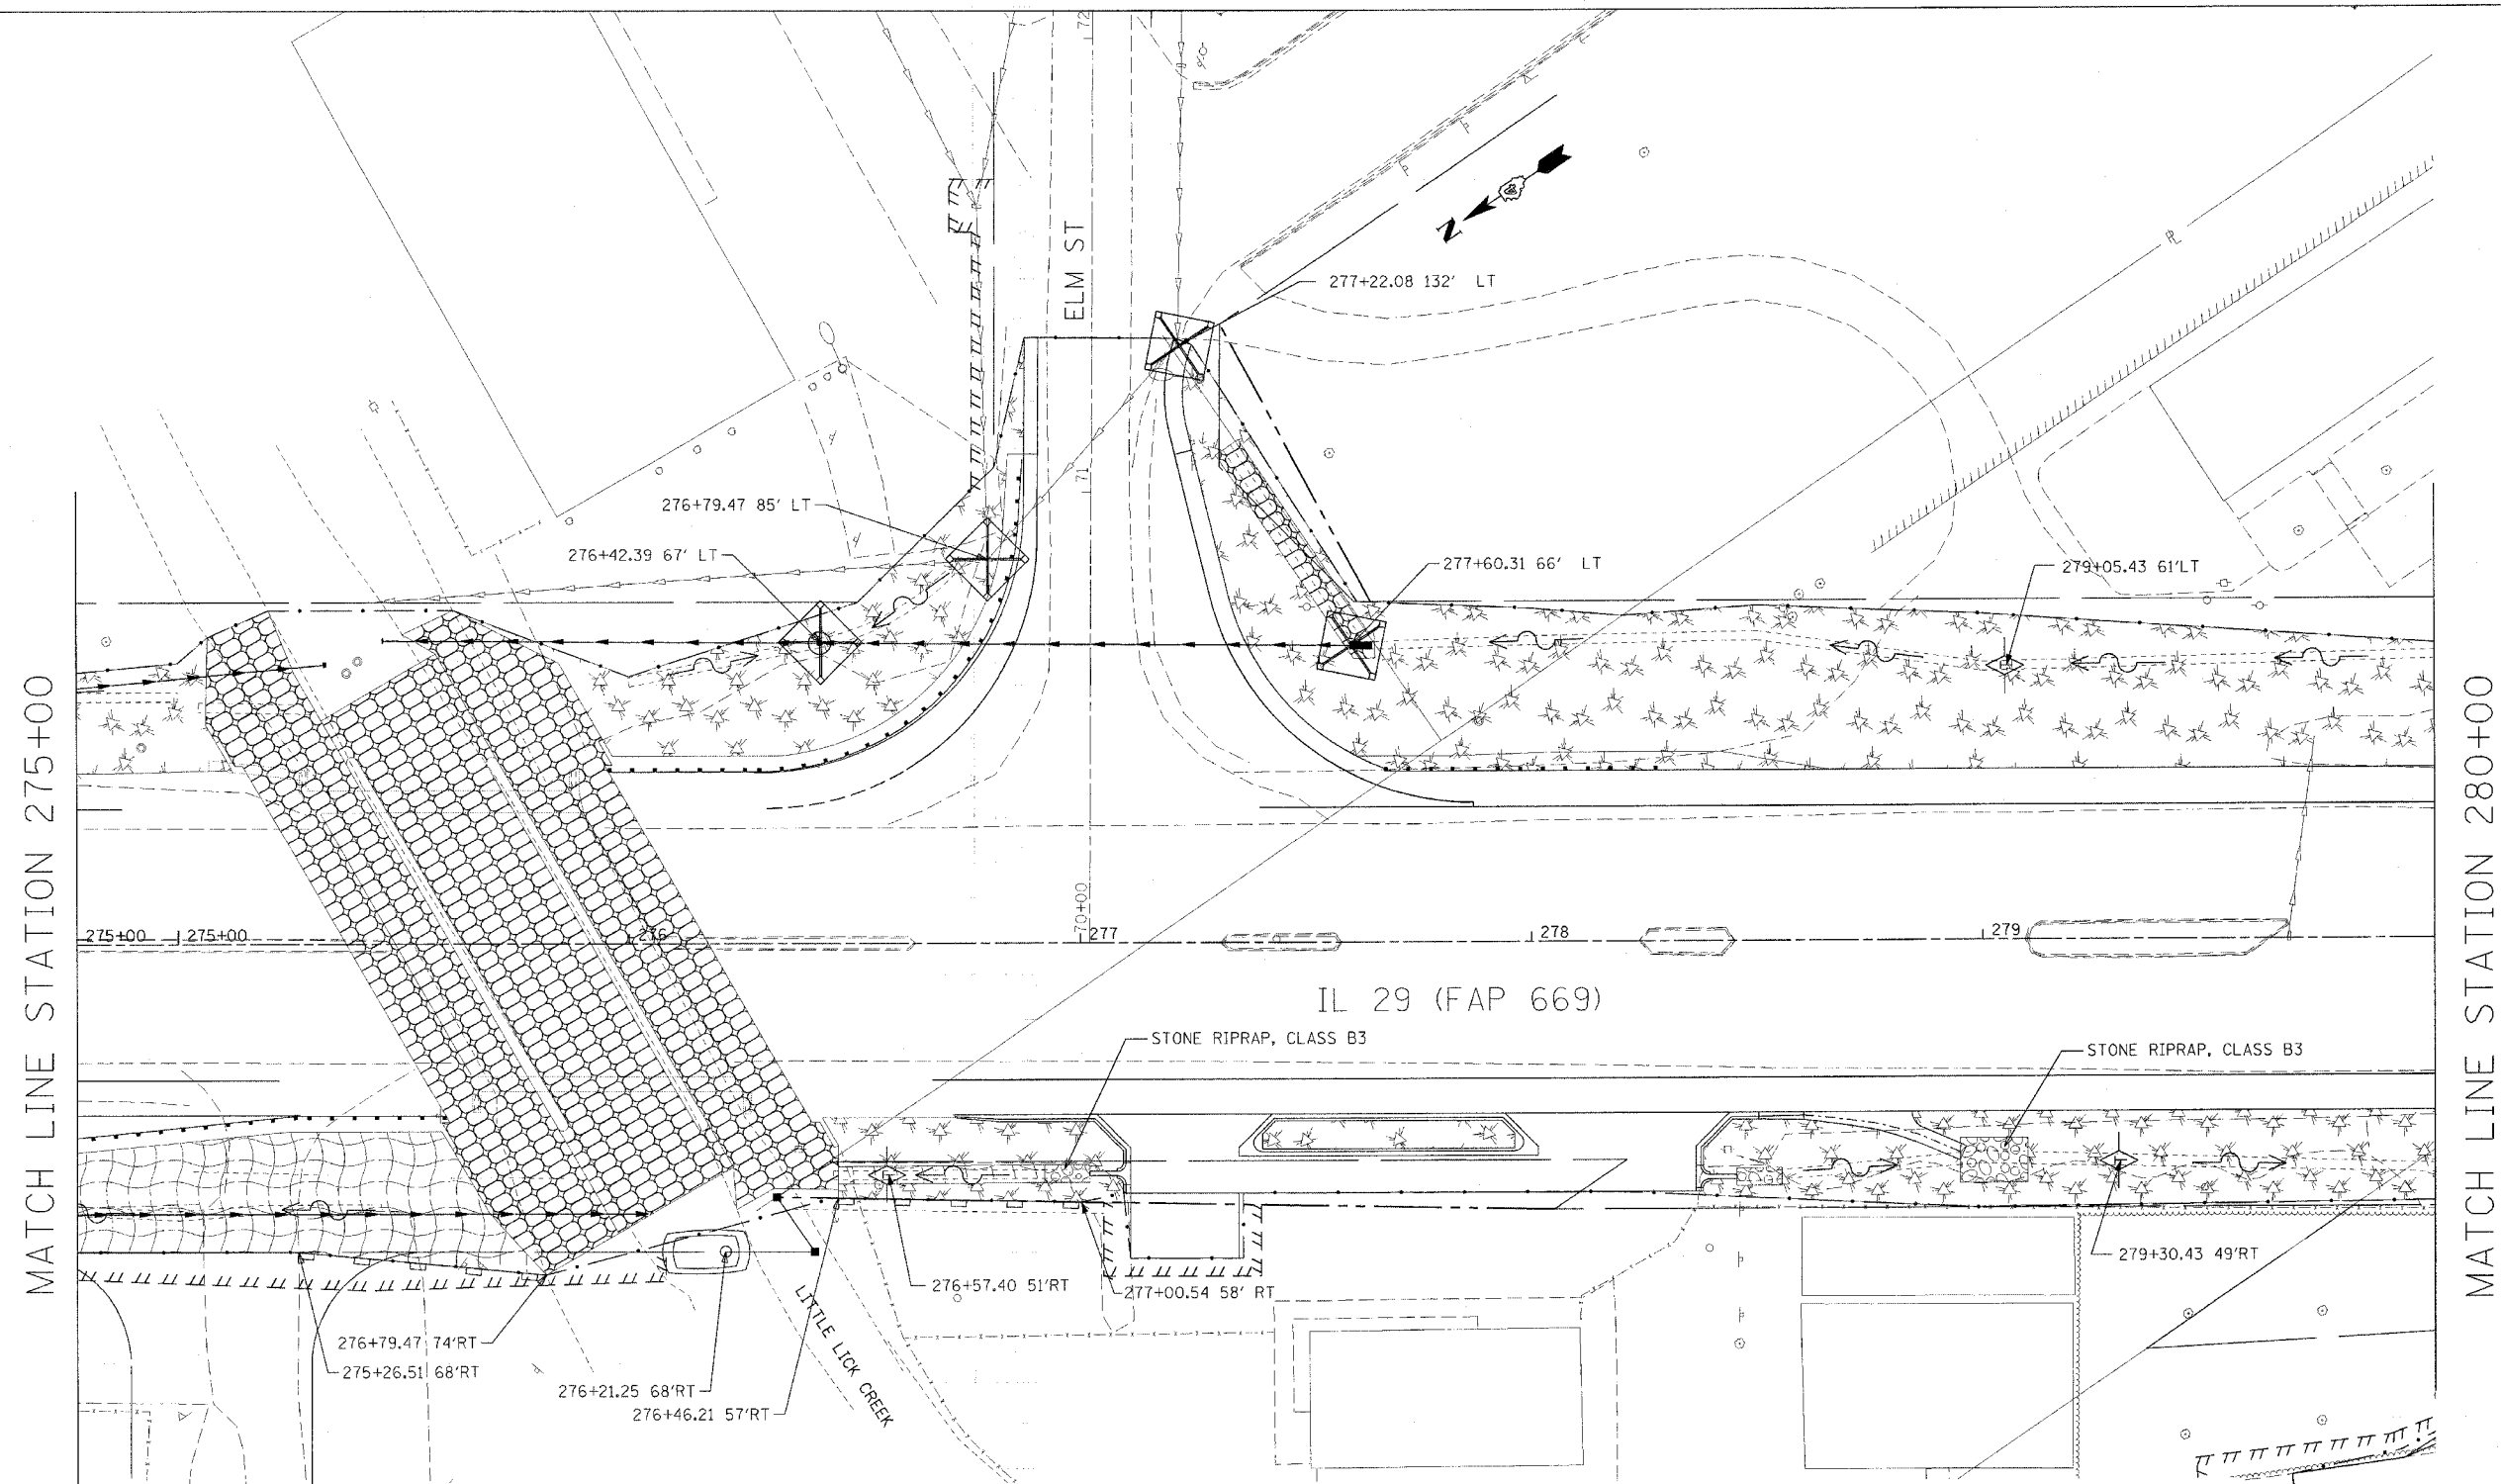 72
N
ELM ST
277+22.08 132' LT
71
276+79.47 85' LT
276+42.39 67' LT
277+60.31 66' LT
279+05.43 61'LT
MATCH LINE STATION 275+00
MATCH LINE STATION 280+00
70+00
275+00
275+00
276
277
278
279
IL 29 (FAP 669)
STONE RIPRAP, CLASS B3
STONE RIPRAP, CLASS B3
279+30.43 49'RT
276+57.40 51'RT
277+00.54 58' RT
LITTLE LICK CREEK
276+79.47 74'RT
275+26.51 68'RT
276+21.25 68'RT
276+46.21 57'RT